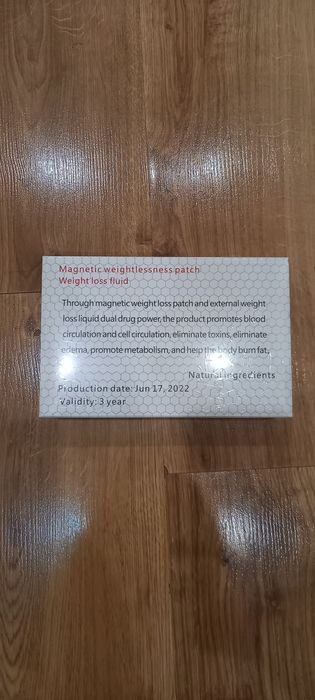 Magnetic weightlessness patch
Weight loss fluid
Through magnetic weight loss patch and external weight
loss liquid dual drug power, the product promotes blood
circulation and cell circulation, eliminate toxins, eliminate
edema, promote metabolism, and help the body burn fat,
Natural ingredients
Production date: Jun 17, 2022
Validity: 3 year